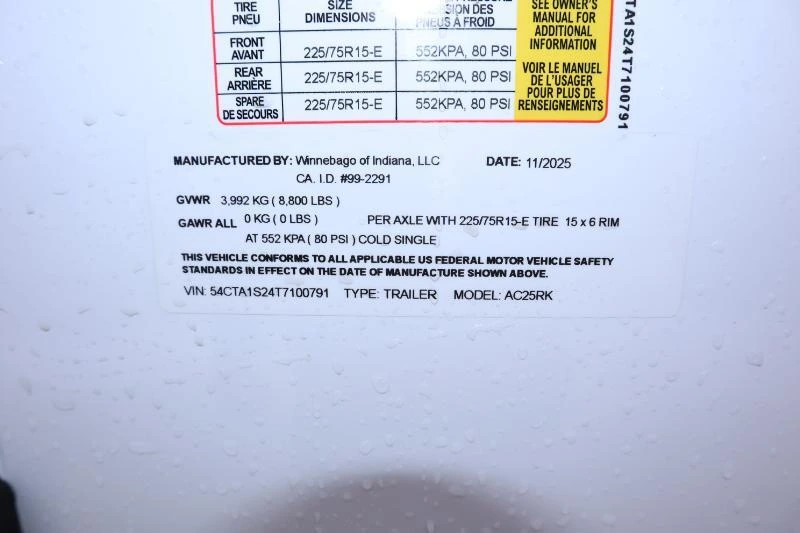 TIRE SIZE
PNEU DIMENSIONS PNEUS À FROID
SEE OWNER'S
MANUAL FOR
ADDITIONAL
INFORMATION
FRONT
AVANT 225/75R15-E 552KPA, 80 PSI
REAR
ARRIÈRE 225/75R15-E 552KPA, 80 PSI
SPARE
DE SECOURS 225/75R15-E 552KPA, 80 PSI
VOIR LE MANUEL
DE L'USAGER
POUR PLUS DE
RENSEIGNEMENTS
TA1S24T7100791
MANUFACTURED BY: Winnebago of Indiana, LLC DATE: 11/2025
CA. I.D. #99-2291
GVWR 3,992 KG ( 8,800 LBS )
GAWR ALL 0 KG ( 0 LBS ) PER AXLE WITH 225/75R15-E TIRE 15 x 6 RIM
AT 552 KPA ( 80 PSI ) COLD SINGLE
THIS VEHICLE CONFORMS TO ALL APPLICABLE US FEDERAL MOTOR VEHICLE SAFETY
STANDARDS IN EFFECT ON THE DATE OF MANUFACTURE SHOWN ABOVE.
VIN: 54CTA1S24T7100791 TYPE: TRAILER MODEL: AC25RK